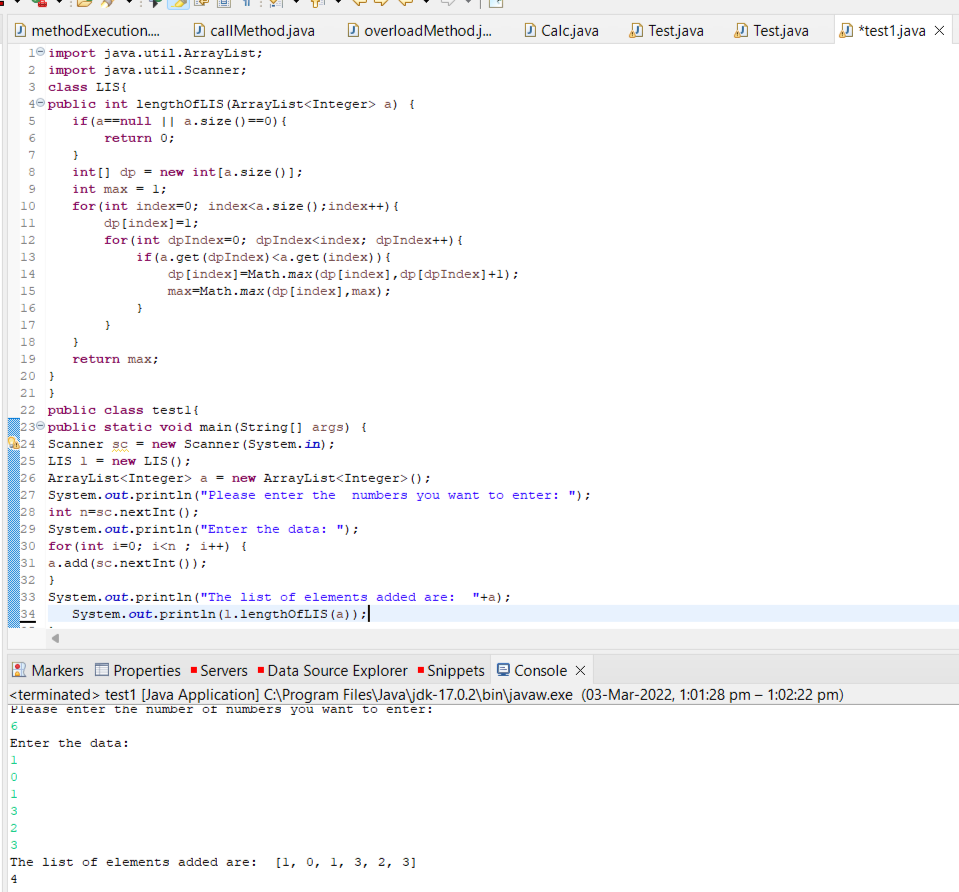 methodExecution.... callMethod.java overloadMethod.j... Calc.java Test.java Test.java *test1.java
1 import java.util.ArrayList;
2 import java.util.Scanner;
3 class LIS{
4 public int lengthOfLIS(ArrayList<Integer> a) {
5 if(a==null || a.size()==0){
6 return 0;
7 }
8 int[] dp = new int[a.size()];
9 int max = 1;
10 for(int index=0; index<a.size();index++){
11 dp[index]=1;
12 for(int dpIndex=0; dpIndex<index; dpIndex++){
13 if(a.get(dpIndex)<a.get(index)){
14 dp[index]=Math.max(dp[index],dp[dpIndex]+1);
15 max=Math.max(dp[index],max);
16 }
17 }
18 }
19 return max;
20 }
21 }
22 public class test1{
23 public static void main(String[] args) {
24 Scanner sc = new Scanner(System.in);
25 LIS l = new LIS();
26 ArrayList<Integer> a = new ArrayList<Integer>();
27 System.out.println("Please enter the  numbers you want to enter: ");
28 int n=sc.nextInt();
29 System.out.println("Enter the data: ");
30 for(int i=0; i<n ; i++) {
31 a.add(sc.nextInt());
32 }
33 System.out.println("The list of elements added are:  "+a);
34 System.out.println(l.lengthOfLIS(a));
Markers Properties Servers Data Source Explorer Snippets Console
<terminated> test1 [Java Application] C:\Program Files\Java\jdk-17.0.2\bin\javaw.exe (03-Mar-2022, 1:01:28 pm – 1:02:22 pm)
Please enter the number of numbers you want to enter:
6
Enter the data:
1
0
1
3
2
3
The list of elements added are:  [1, 0, 1, 3, 2, 3]
4